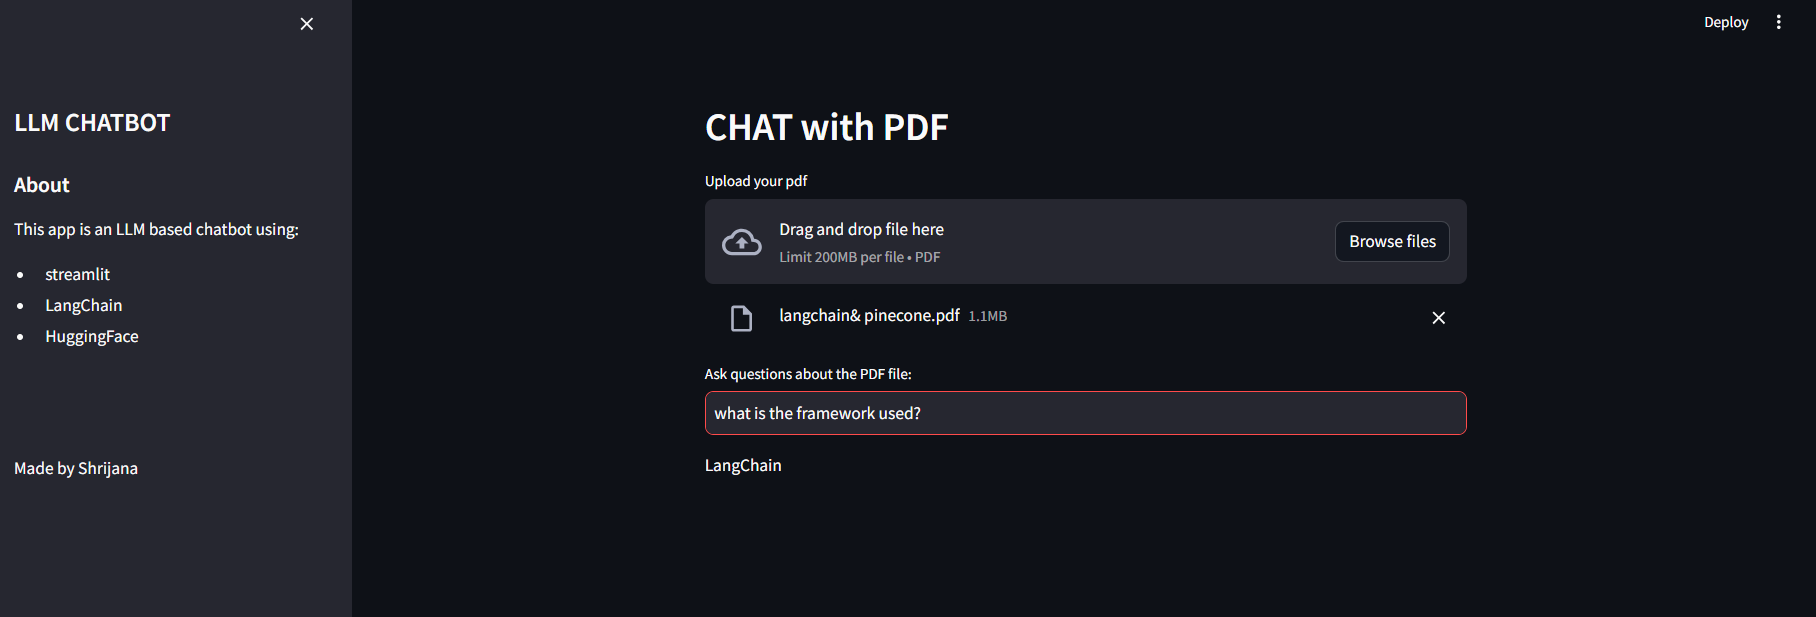 LLM CHATBOT
About
This app is an LLM based chatbot using:
• streamlit
• LangChain
• HuggingFace
Made by Shrijana
Deploy
CHAT with PDF
Upload your pdf
Drag and drop file here
Limit 200MB per file • PDF
Browse files
langchain& pinecone.pdf 1.1MB
Ask questions about the PDF file:
what is the framework used?
LangChain